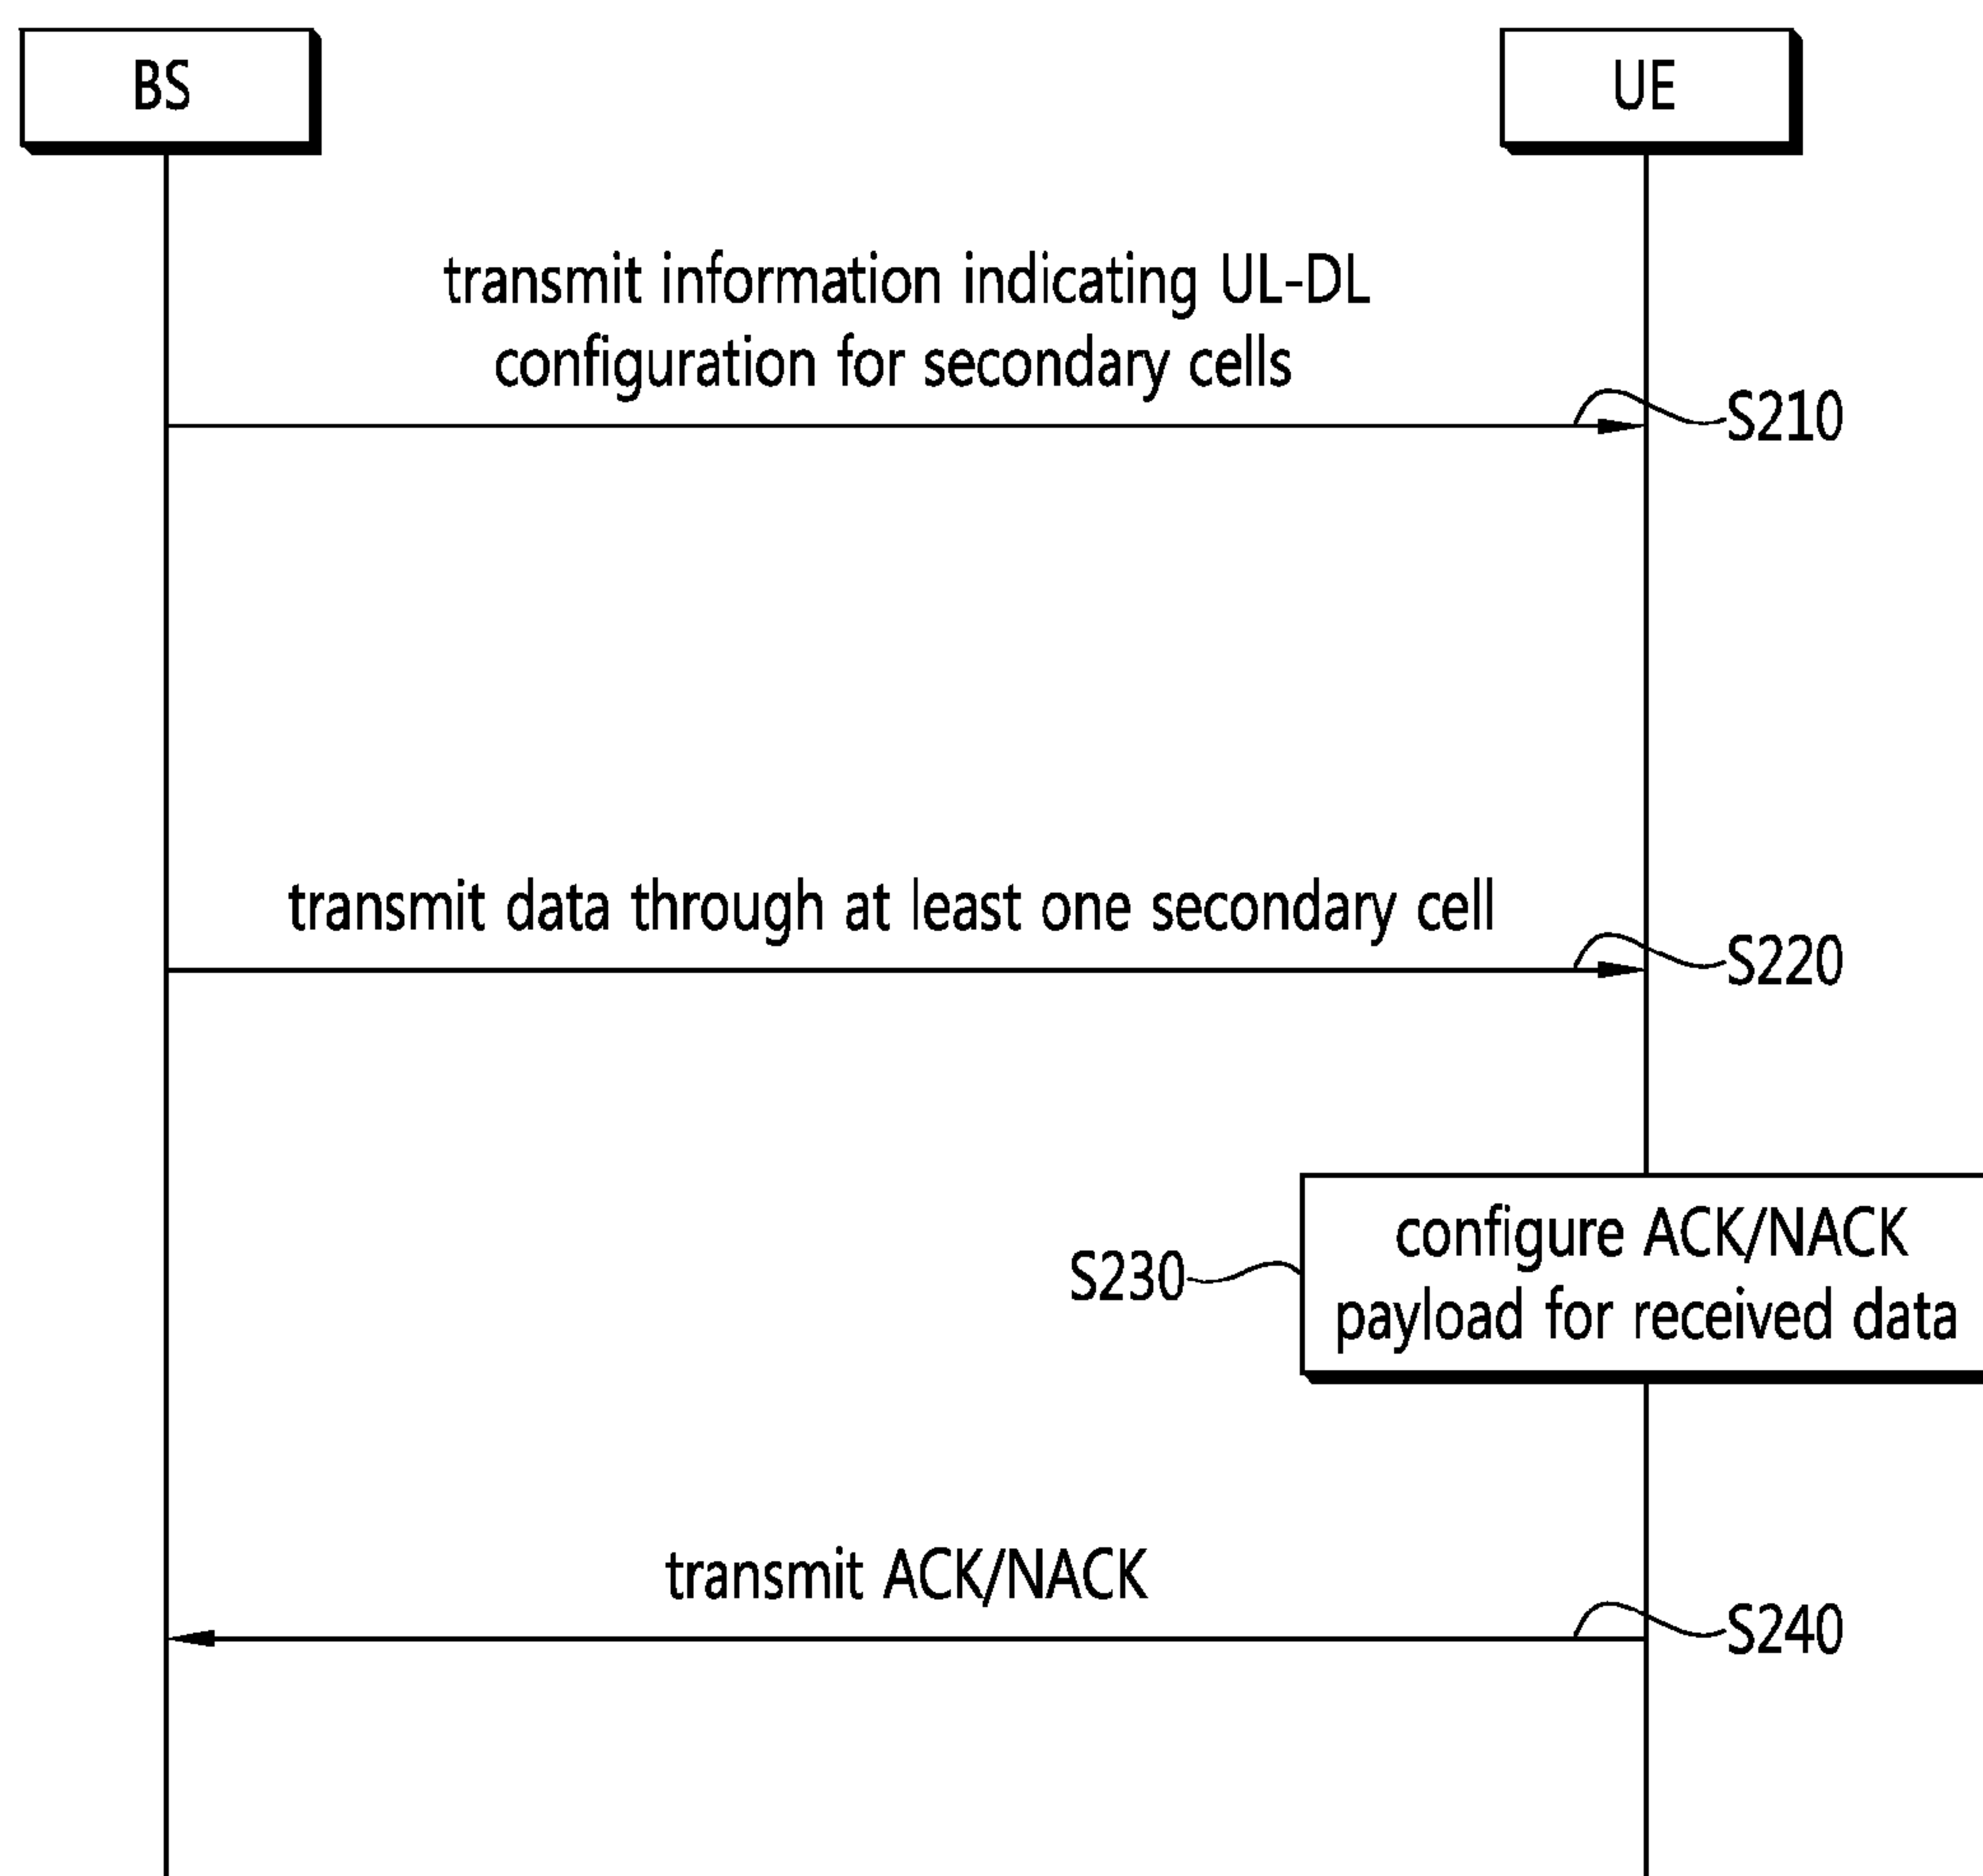 BS
UE
transmit information indicating UL-DL
configuration for secondary cells
S210
transmit data through at least one secondary cell
S220
configure ACK/NACK
payload for received data
S230
transmit ACK/NACK
S240